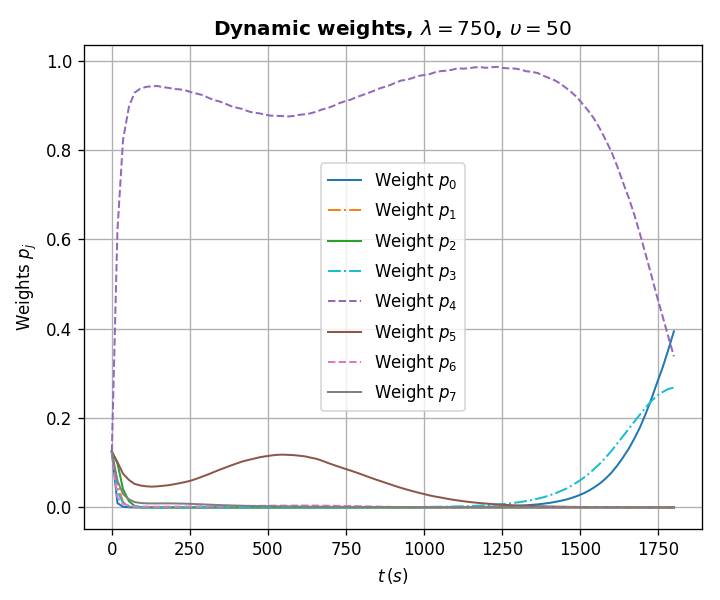 Dynamic weights, λ = 750, υ = 50
Weights p_j
1.0
0.8
0.6
0.4
0.2
0.0
Weight p_0
Weight p_1
Weight p_2
Weight p_3
Weight p_4
Weight p_5
Weight p_6
Weight p_7
0 250 500 750 1000 1250 1500 1750
t (s)